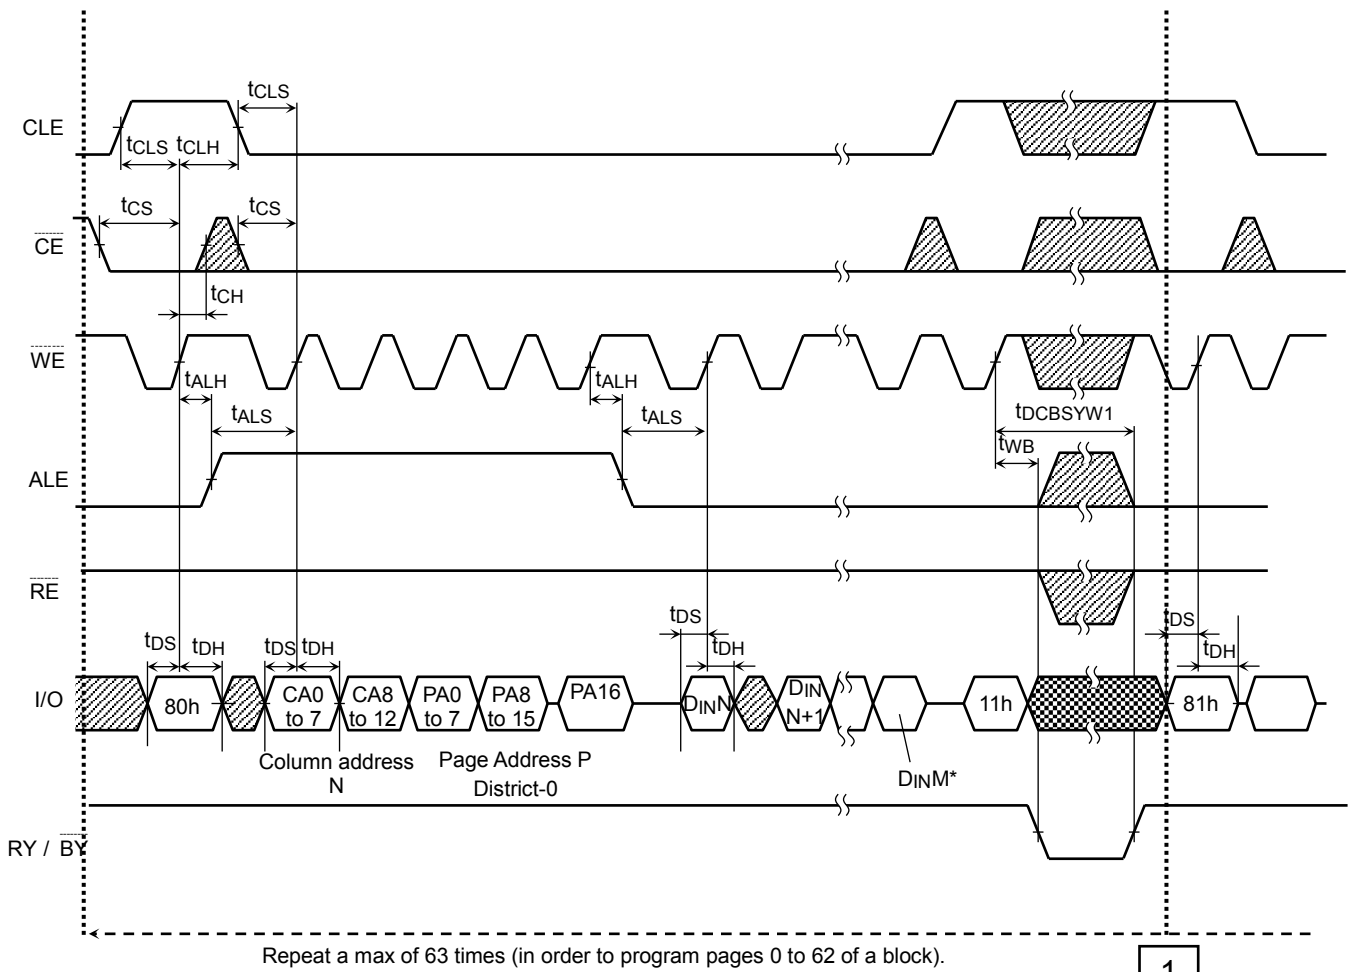 tCLS
CLE
tCLS tCLH
tCS tCS
CE
tCH
WE
tALH tALH
tALS tALS
tDCBSYW1
tWB
ALE
RE
tDS tDH tDS tDH tDS tDH tDS tDH
I/O
80h
CA0 to 7
CA8 to 12
PA0 to 7
PA8 to 15
PA16
DINN
DIN N+1
11h
81h
Column address N
Page Address P
District-0
DINM*
RY / BY
Repeat a max of 63 times (in order to program pages 0 to 62 of a block).
1